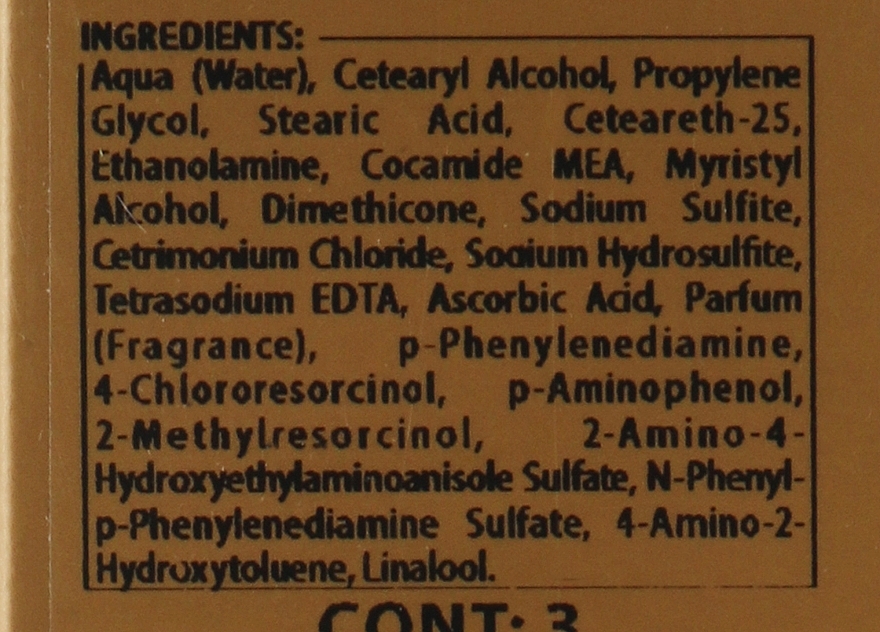 INGREDIENTS:
Aqua (Water), Cetearyl Alcohol, Propylene
Glycol, Stearic Acid, Ceteareth-25,
Ethanolamine, Cocamide MEA, Myristyl
Alcohol, Dimethicone, Sodium Sulfite,
Cetrimonium Chloride, Sodium Hydrosulfite,
Tetrasodium EDTA, Ascorbic Acid, Parfum
(Fragrance), p-Phenylenediamine,
4-Chlororesorcinol, p-Aminophenol,
2-Methylresorcinol, 2-Amino-4-
Hydroxyethylaminoanisole Sulfate, N-Phenyl-
p-Phenylenediamine Sulfate, 4-Amino-2-
Hydroxytoluene, Linalool.
CONT: 3